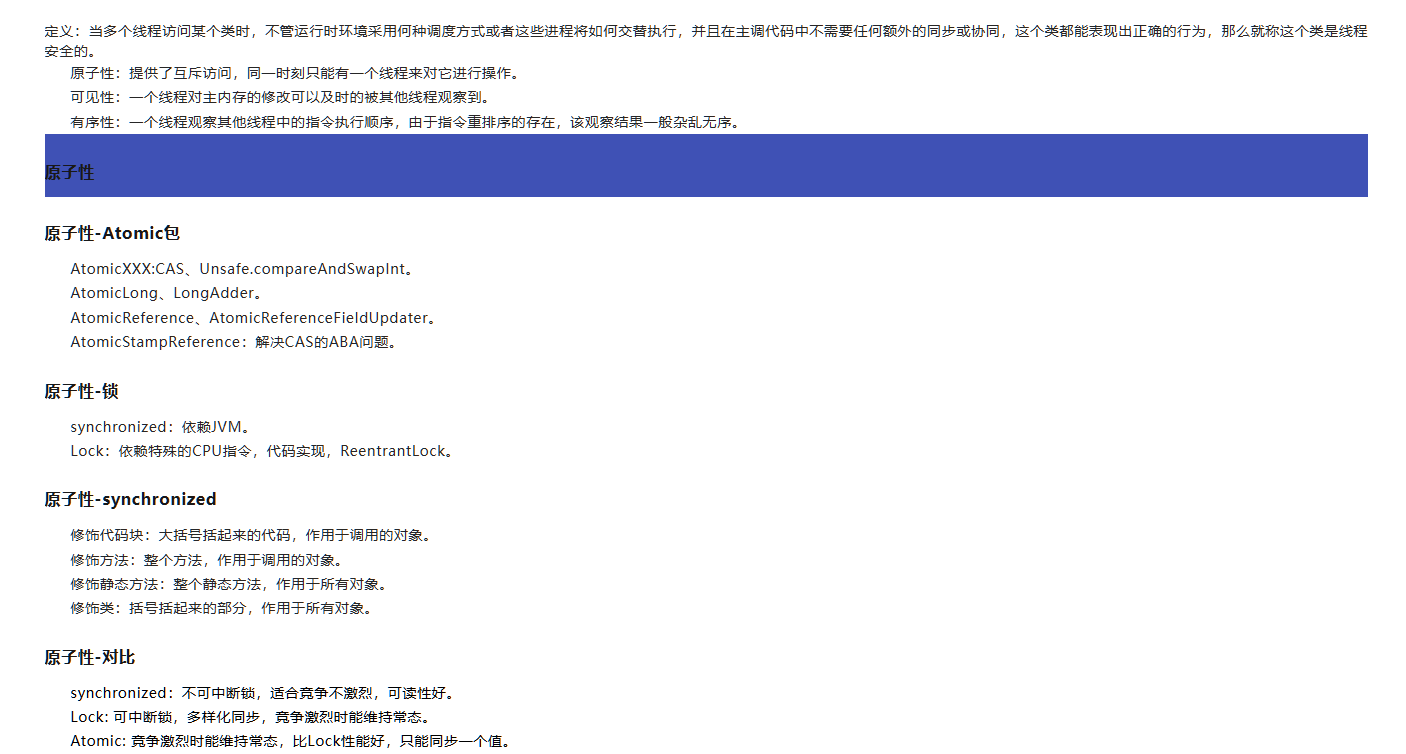 定义：当多个线程访问某个类时，不管运行时环境采用何种调度方式或者这些进程将如何交替执行，并且在主调代码中不需要任何额外的同步或协同，这个类都能表现出正确的行为，那么就称这个类是线程
安全的。
原子性：提供了互斥访问，同一时刻只能有一个线程来对它进行操作。
可见性：一个线程对主内存的修改可以及时的被其他线程观察到。
有序性：一个线程观察其他线程中的指令执行顺序，由于指令重排序的存在，该观察结果一般杂乱无序。
原子性
原子性-Atomic包
AtomicXXX:CAS、Unsafe.compareAndSwapInt。
AtomicLong、LongAdder。
AtomicReference、AtomicReferenceFieldUpdater。
AtomicStampReference：解决CAS的ABA问题。
原子性-锁
synchronized：依赖JVM。
Lock：依赖特殊的CPU指令，代码实现，ReentrantLock。
原子性-synchronized
修饰代码块：大括号括起来的代码，作用于调用的对象。
修饰方法：整个方法，作用于调用的对象。
修饰静态方法：整个静态方法，作用于所有对象。
修饰类：括号括起来的部分，作用于所有对象。
原子性-对比
synchronized：不可中断锁，适合竞争不激烈，可读性好。
Lock: 可中断锁，多样化同步，竞争激烈时能维持常态。
Atomic: 竞争激烈时能维持常态，比Lock性能好，只能同步一个值。